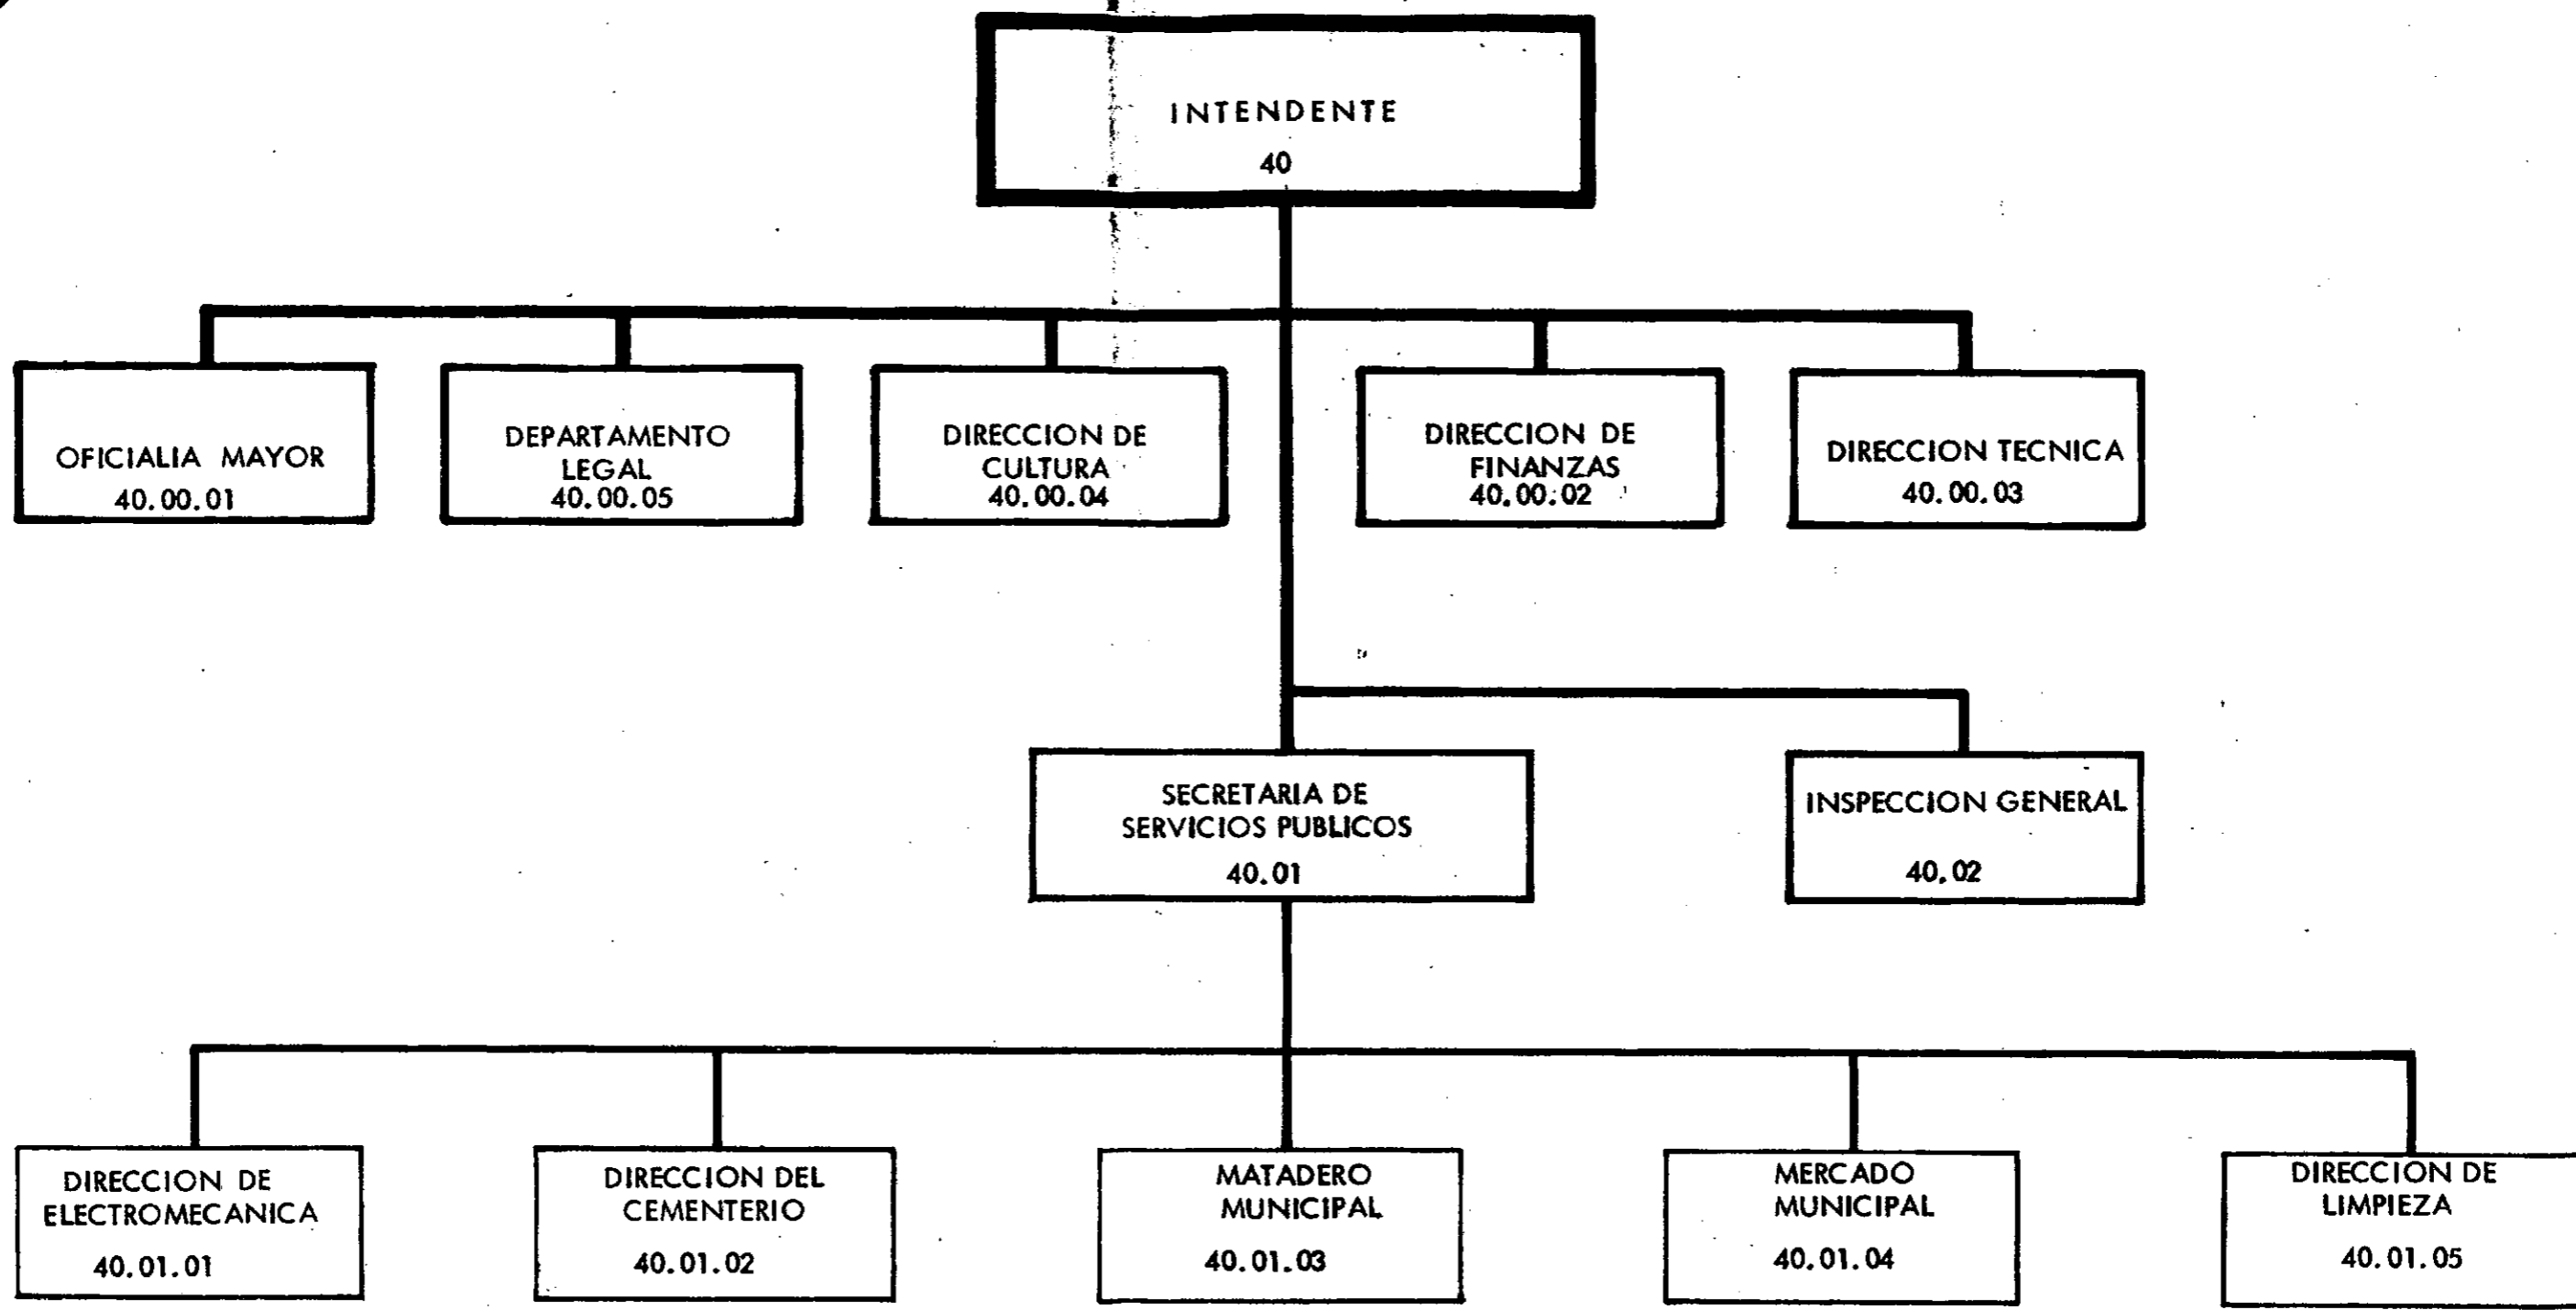 INTENDENTE
40
OFICIALIA MAYOR
40.00.01
DEPARTAMENTO
LEGAL
40.00.05
DIRECCION DE
CULTURA
40.00.04
DIRECCION DE
FINANZAS
40.00.02
DIRECCION TECNICA
40.00.03
SECRETARIA DE
SERVICIOS PUBLICOS
40.01
INSPECCION GENERAL
40.02
DIRECCION DE
ELECTROMECANICA
40.01.01
DIRECCION DEL
CEMENTERIO
40.01.02
MATADERO
MUNICIPAL
40.01.03
MERCADO
MUNICIPAL
40.01.04
DIRECCION DE
LIMPIEZA
40.01.05